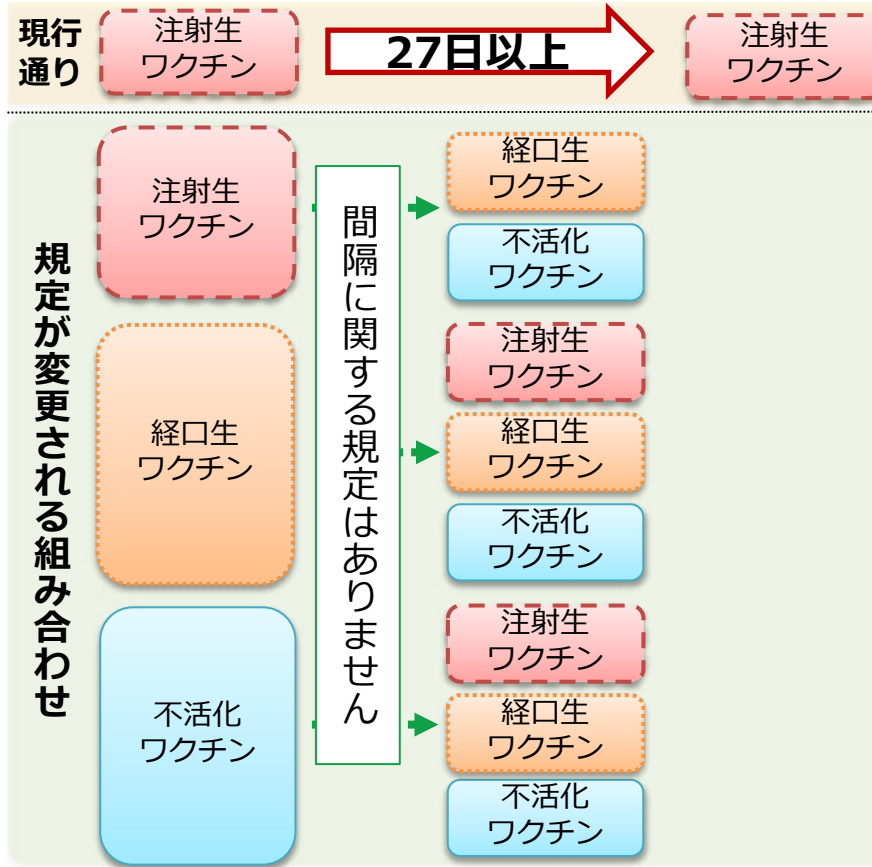 現行
通り
注射生
ワクチン
27日以上
注射生
ワクチン
規定が変更される組み合わせ
注射生
ワクチン
間隔に関する規定はありません
経口生
ワクチン
不活化
ワクチン
経口生
ワクチン
注射生
ワクチン
経口生
ワクチン
不活化
ワクチン
不活化
ワクチン
注射生
ワクチン
経口生
ワクチン
不活化
ワクチン